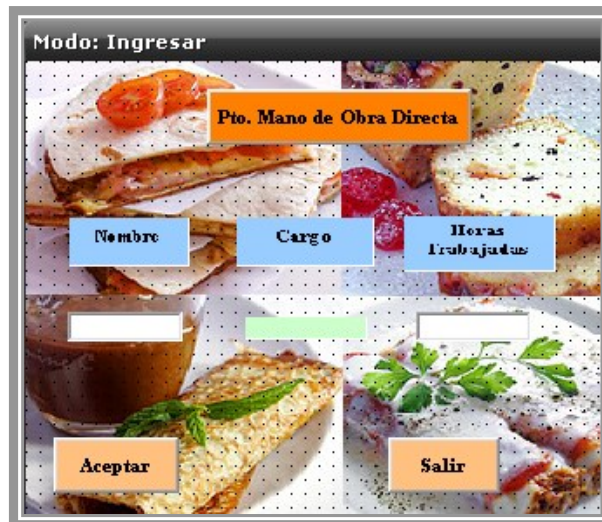 Modo: Ingresar
Pto. Mano de Obra Directa
Nombre
Cargo
Horas
Trabajadas
Aceptar
Salir